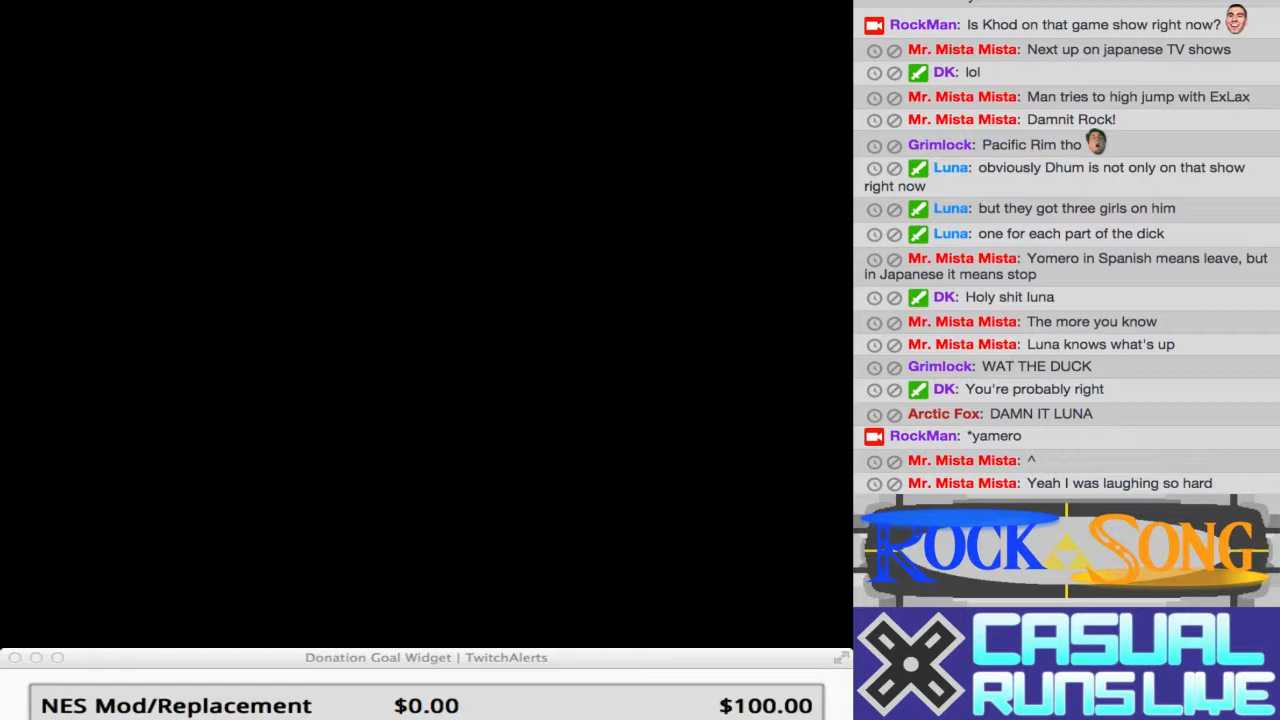 RockMan: Is Khod on that game show right now?
Mr. Mista Mista: Next up on japanese TV shows
DK: lol
Mr. Mista Mista: Man tries to high jump with ExLax
Mr. Mista Mista: Damnit Rock!
Grimlock: Pacific Rim tho
Luna: obviously Dhum is not only on that show
right now
Luna: but they got three girls on him
Luna: one for each part of the dick
Mr. Mista Mista: Yomero in Spanish means leave, but
in Japanese it means stop
DK: Holy shit luna
Mr. Mista Mista: The more you know
Mr. Mista Mista: Luna knows what's up
Grimlock: WAT THE DUCK
DK: You're probably right
Arctic Fox: DAMN IT LUNA
RockMan: *yamero
Mr. Mista Mista: ^
Mr. Mista Mista: Yeah I was laughing so hard
ROCK SONG
CASUAL
RUNS LIVE
Donation Goal Widget | TwitchAlerts
NES Mod/Replacement $0.00 $100.00